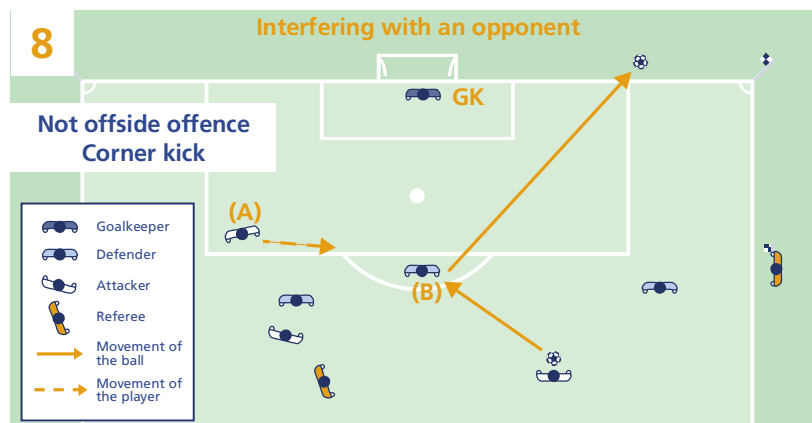 8
Interfering with an opponent
GK
Not offside offence
Corner kick
(A)
(B)
Goalkeeper
Defender
Attacker
Referee
Movement of
the ball
Movement of
the player